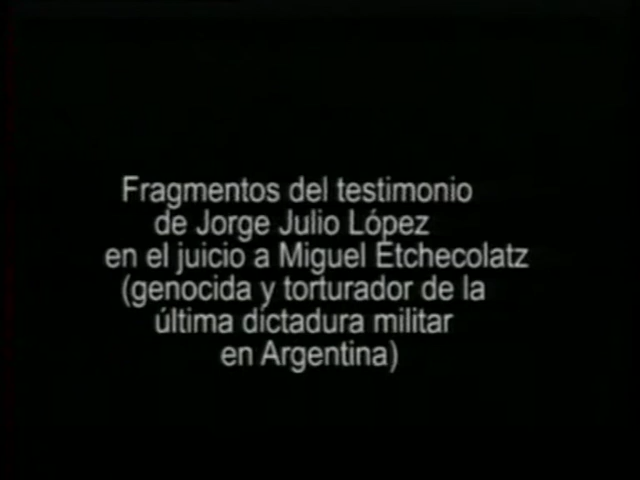 Fragmentos del testimonio
de Jorge Julio López
en el juicio a Miguel Etchecolatz
(genocida y torturador de la
última dictadura militar
en Argentina)